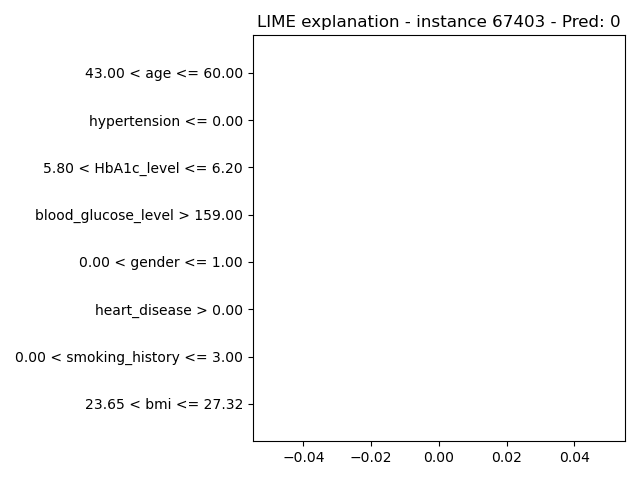 LIME explanation - instance 67403 - Pred: 0
43.00 < age <= 60.00
hypertension <= 0.00
5.80 < HbA1c_level <= 6.20
blood_glucose_level > 159.00
0.00 < gender <= 1.00
heart_disease > 0.00
0.00 < smoking_history <= 3.00
23.65 < bmi <= 27.32
−0.04 −0.02 0.00 0.02 0.04